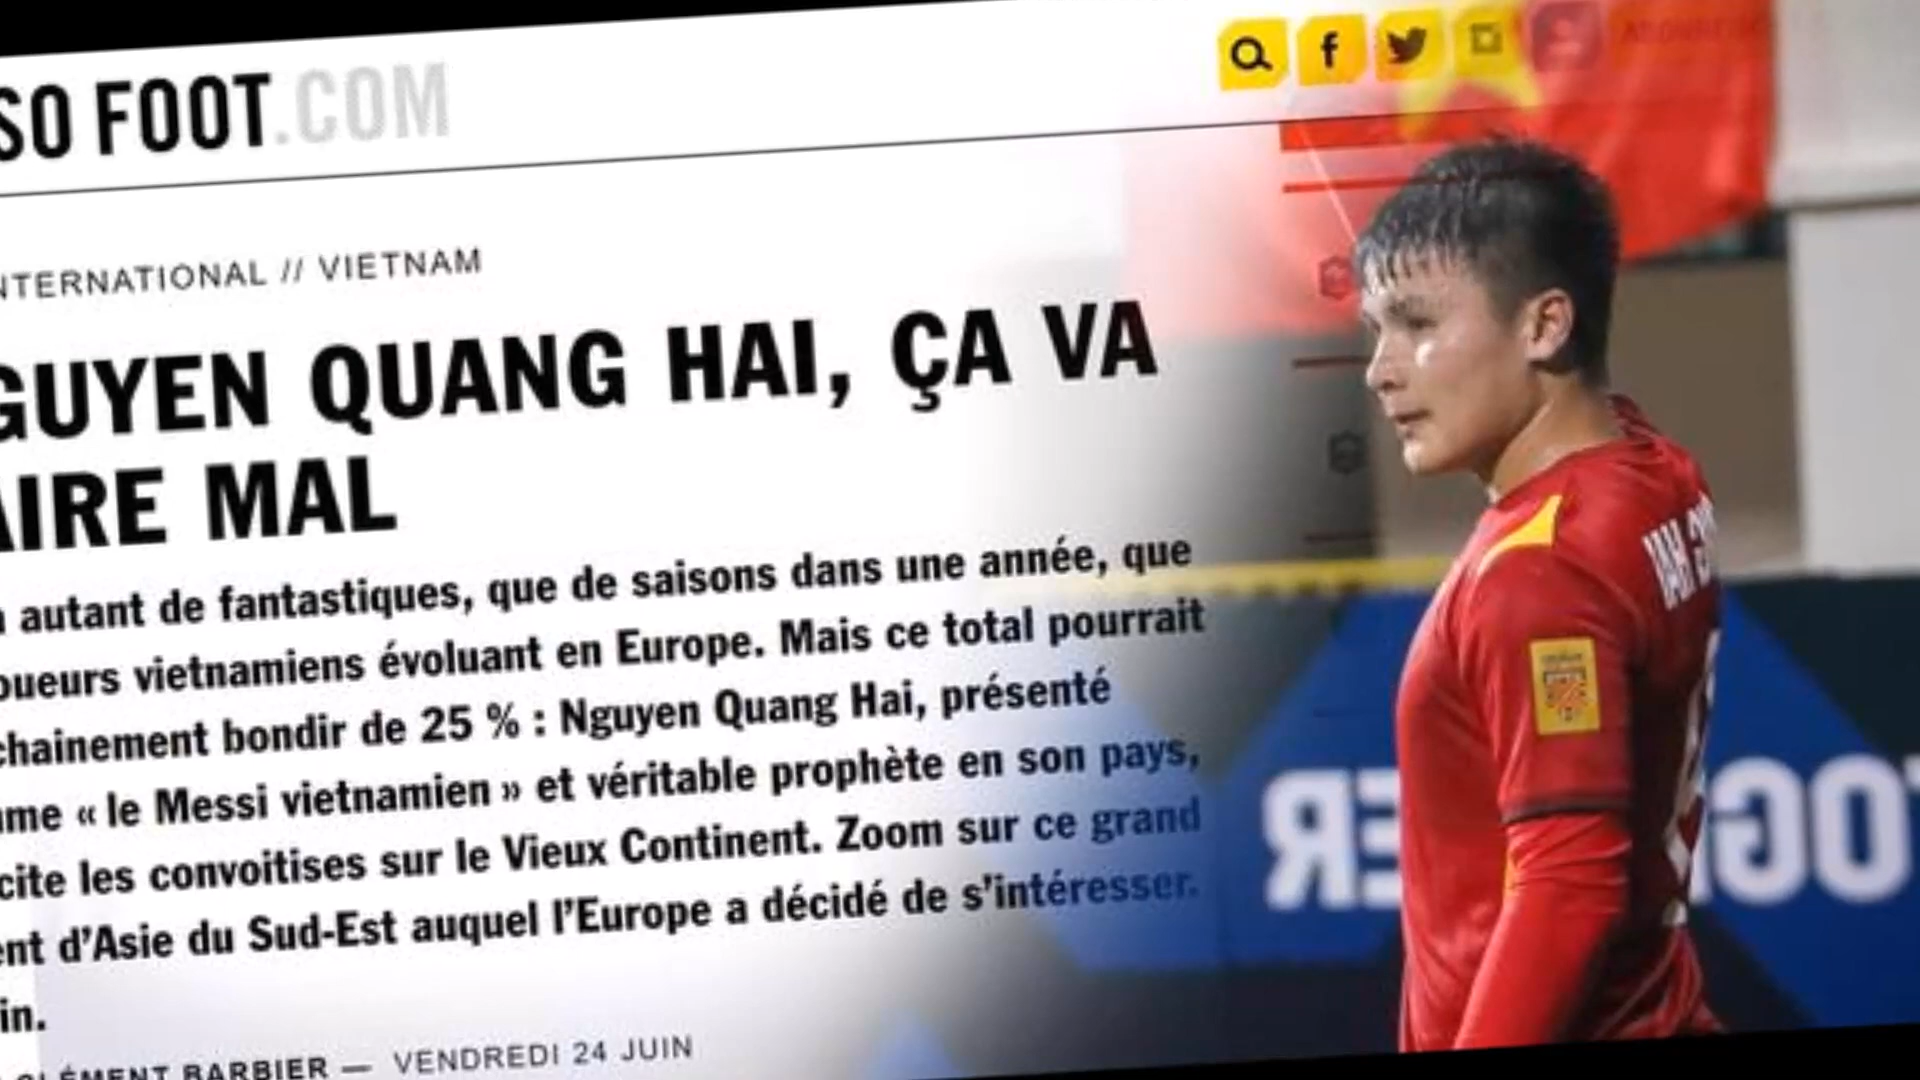 SO FOOT.COM
NTERNATIONAL // VIETNAM
GUYEN QUANG HAI, ÇA VA
AIRE MAL
autant de fantastiques, que de saisons dans une année, que
oueurs vietnamiens évoluant en Europe. Mais ce total pourrait
chainement bondir de 25 % : Nguyen Quang Hai, présenté
me « le Messi vietnamien » et véritable prophète en son pays,
cite les convoitises sur le Vieux Continent. Zoom sur ce grand
ent d'Asie du Sud-Est auquel l'Europe a décidé de s'intéresser.
in.
CLÉMENT BARBIER — VENDREDI 24 JUIN